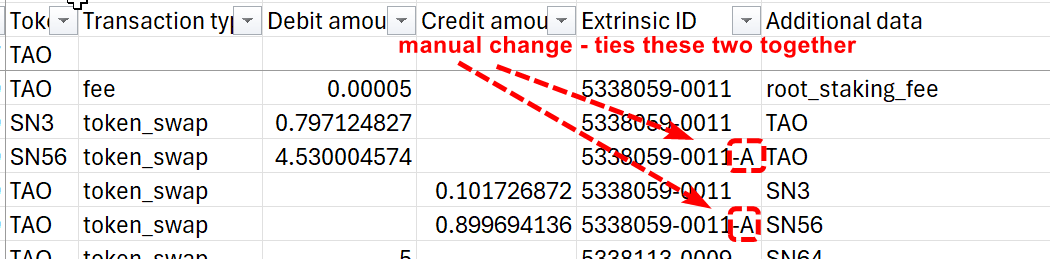 Toke Transaction typ Debit amou Credit amou Extrinsic ID Additional data
manual change - ties these two together
TAO
TAO fee 0.00005 5338059-0011 root_staking_fee
SN3 token_swap 0.797124827 5338059-0011 TAO
SN56 token_swap 4.530004574 5338059-0011-A TAO
TAO token_swap 0.101726872 5338059-0011 SN3
TAO token_swap 0.899694136 5338059-0011-A SN56
TAO token_swap 5 5338113-0009 SN64